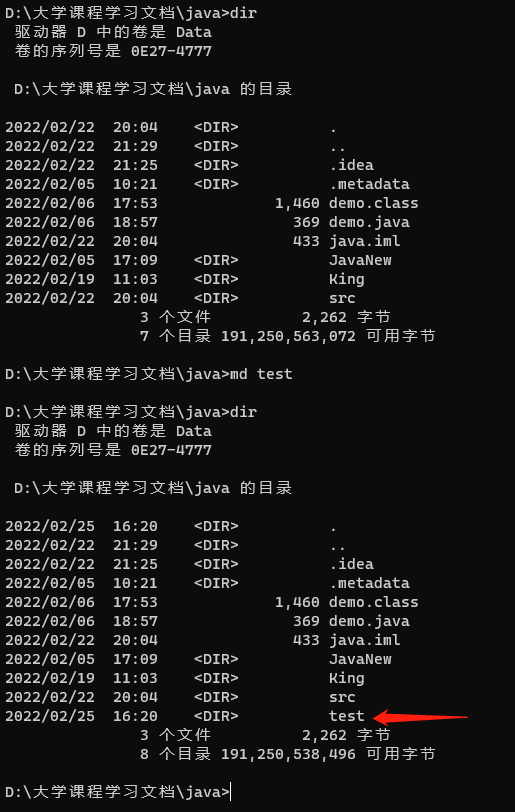 D:\大学课程学习文档\java>dir
驱动器 D 中的卷是 Data
卷的序列号是 0E27-4777
D:\大学课程学习文档\java 的目录
2022/02/22  20:04    <DIR>          .
2022/02/22  21:29    <DIR>          ..
2022/02/22  21:25    <DIR>          .idea
2022/02/05  10:21    <DIR>          .metadata
2022/02/06  17:53             1,460 demo.class
2022/02/06  18:57               369 demo.java
2022/02/22  20:04               433 java.iml
2022/02/05  17:09    <DIR>          JavaNew
2022/02/19  11:03    <DIR>          King
2022/02/22  20:04    <DIR>          src
3 个文件          2,262 字节
7 个目录 191,250,563,072 可用字节
D:\大学课程学习文档\java>md test
D:\大学课程学习文档\java>dir
驱动器 D 中的卷是 Data
卷的序列号是 0E27-4777
D:\大学课程学习文档\java 的目录
2022/02/25  16:20    <DIR>          .
2022/02/22  21:29    <DIR>          ..
2022/02/22  21:25    <DIR>          .idea
2022/02/05  10:21    <DIR>          .metadata
2022/02/06  17:53             1,460 demo.class
2022/02/06  18:57               369 demo.java
2022/02/22  20:04               433 java.iml
2022/02/05  17:09    <DIR>          JavaNew
2022/02/19  11:03    <DIR>          King
2022/02/22  20:04    <DIR>          src
2022/02/25  16:20    <DIR>          test
3 个文件          2,262 字节
8 个目录 191,250,538,496 可用字节
D:\大学课程学习文档\java>